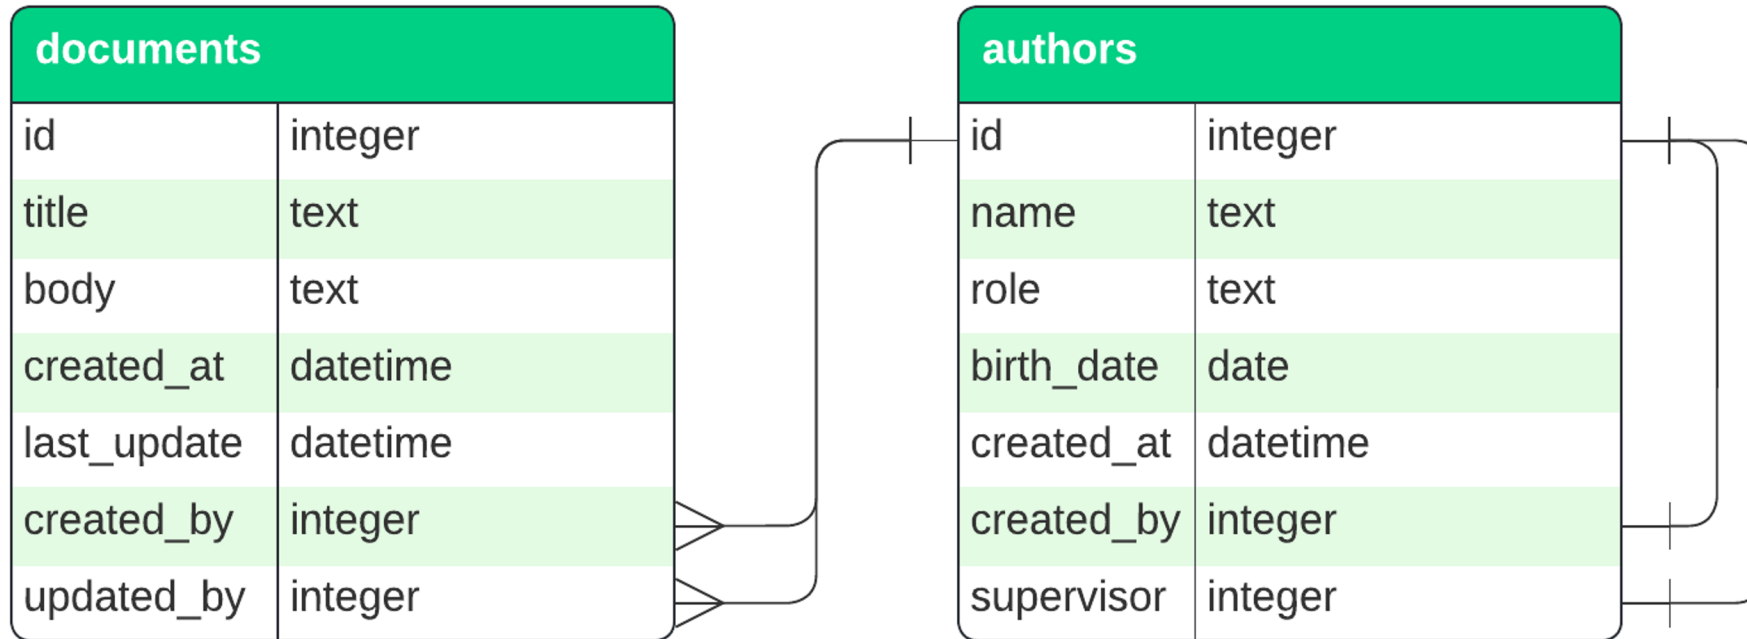 documents
id integer
title text
body text
created_at datetime
last_update datetime
created_by integer
updated_by integer
authors
id integer
name text
role text
birth_date date
created_at datetime
created_by integer
supervisor integer